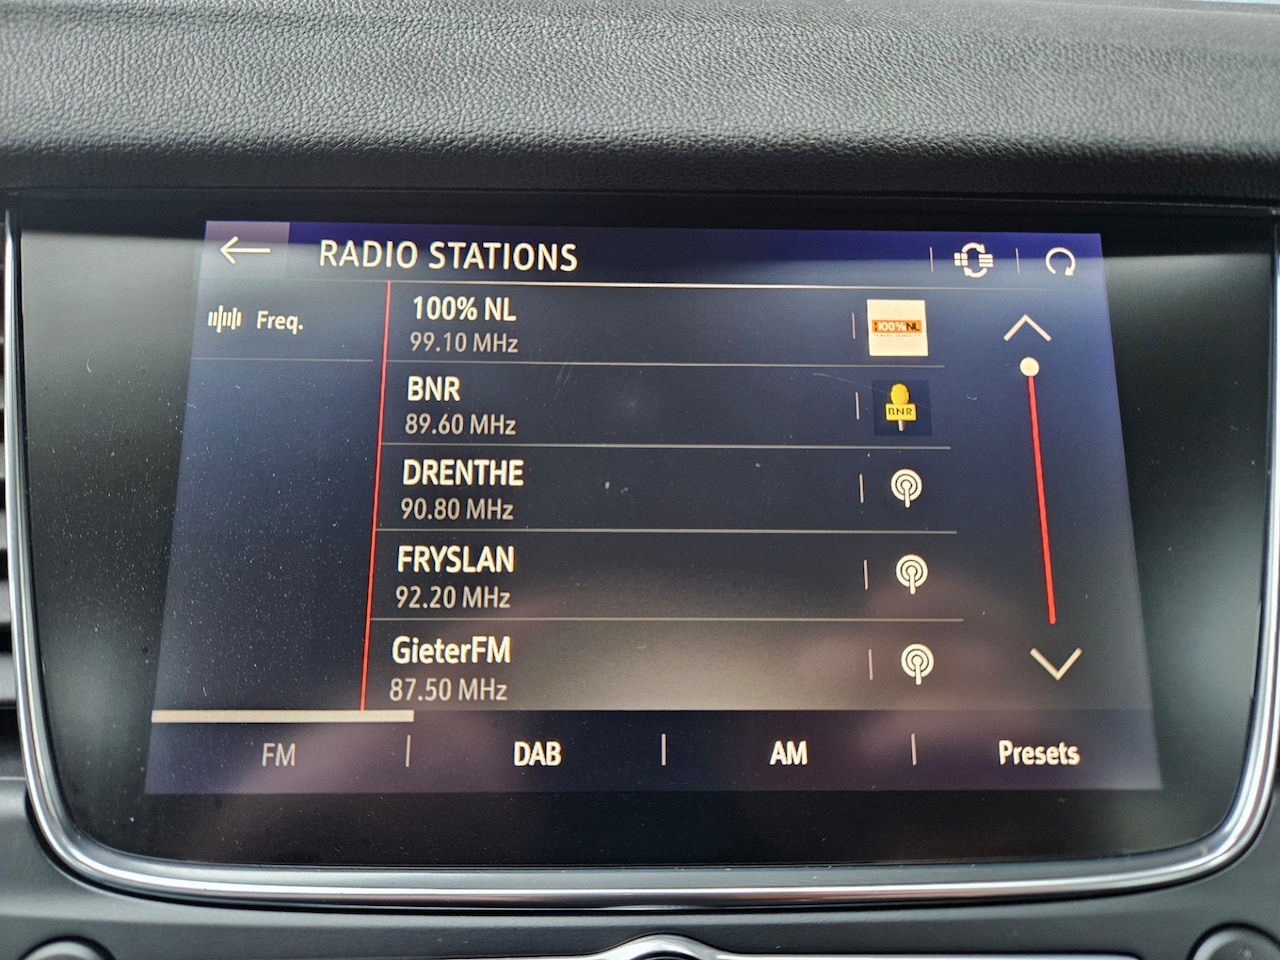 RADIO STATIONS
Freq.
100% NL
99.10 MHz
100%NL
BNR
89.60 MHz
BNR
DRENTHE
90.80 MHz
FRYSLAN
92.20 MHz
GieterFM
87.50 MHz
FM
DAB
AM
Presets